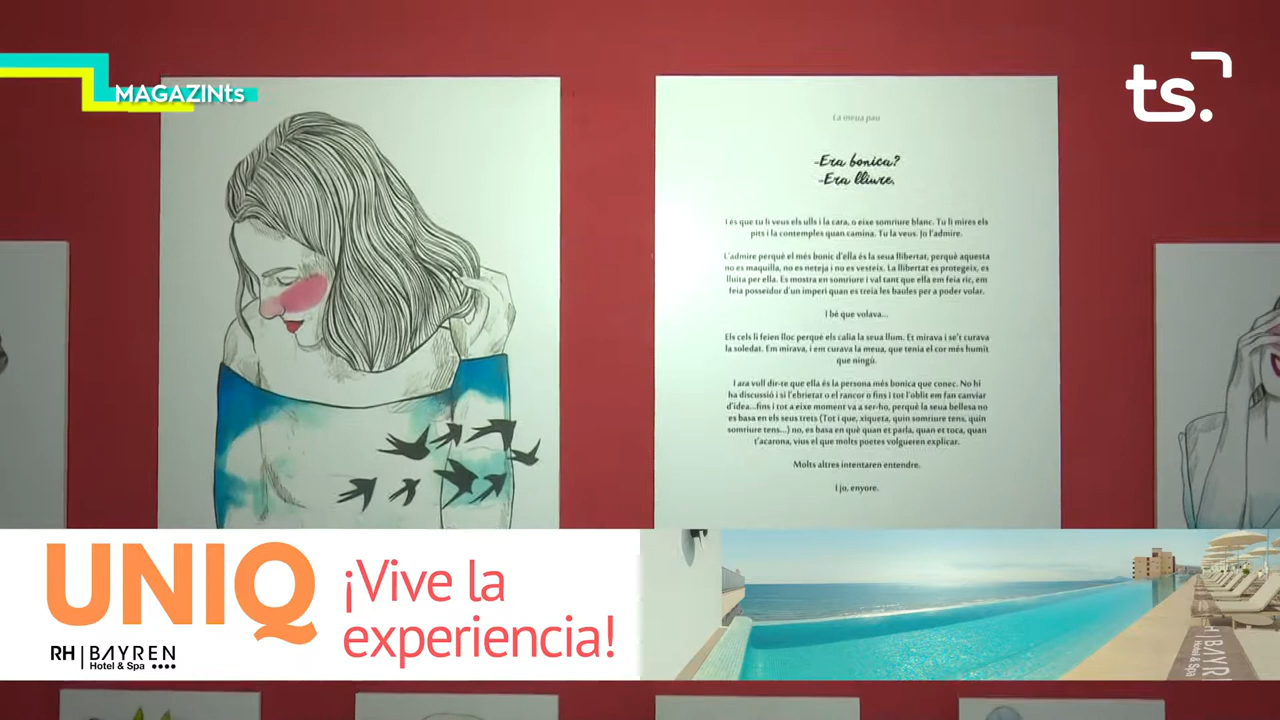 MAGAZINts
ts.
La meua pau
-Era bonica?
-Era lliure.
I és que tu li veus els ulls i la cara, o eixe somriure blanc. Tu li mires els
pits i la contemples quan camina. Tu la veus. Jo l'admire.
L'admire perquè el més bonic d'ella és la seua llibertat, perquè aquesta
no es maquilla, no es neteja i no es vesteix. La llibertat es protegeix, es
lluita per ella. Es mostra en somriure i val tant que ella em feia ric, em
feia posseidor d'un imperi quan es treia les baules per a poder volar.
I bé que volava...
Els cels li feien lloc perquè els calia la seua llum. Et mirava i se't curava
la soledat. Em mirava, i em curava la meua, que tenia el cor més humit
que ningú.
I ara vull dir-te que ella és la persona més bonica que conec. No hi
ha discussió i si l'ebrietat o el rancor o fins i tot l'oblit em fan canviar
d'idea...fins i tot a eixe moment va a ser-ho, perquè la seua bellesa no
es basa en els seus trets (Tot i que, xiqueta, quin somriure tens, quin
somriure tens...) no, es basa en què quan et parla, quan et toca, quan
t'acarona, vius el que molts poetes volgueren explicar.
Molts altres intentaren entendre.
I jo, enyore.
UNIQ
¡Vive la
experiencia!
RH | BAYREN
Hotel & Spa
H | BAYR
Hotel & Spa